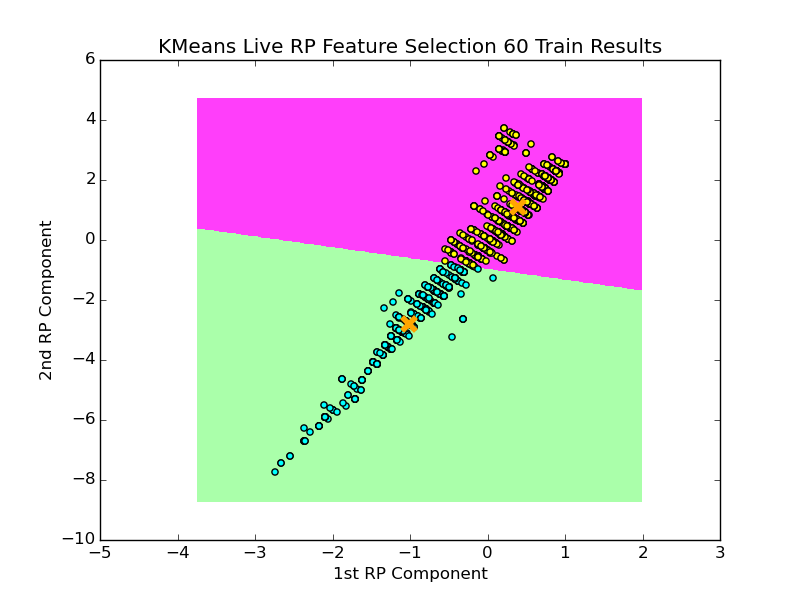 KMeans Live RP Feature Selection 60 Train Results
6
4
2
0
−2
−4
−6
−8
−10
2nd RP Component
−5 −4 −3 −2 −1 0 1 2 3
1st RP Component